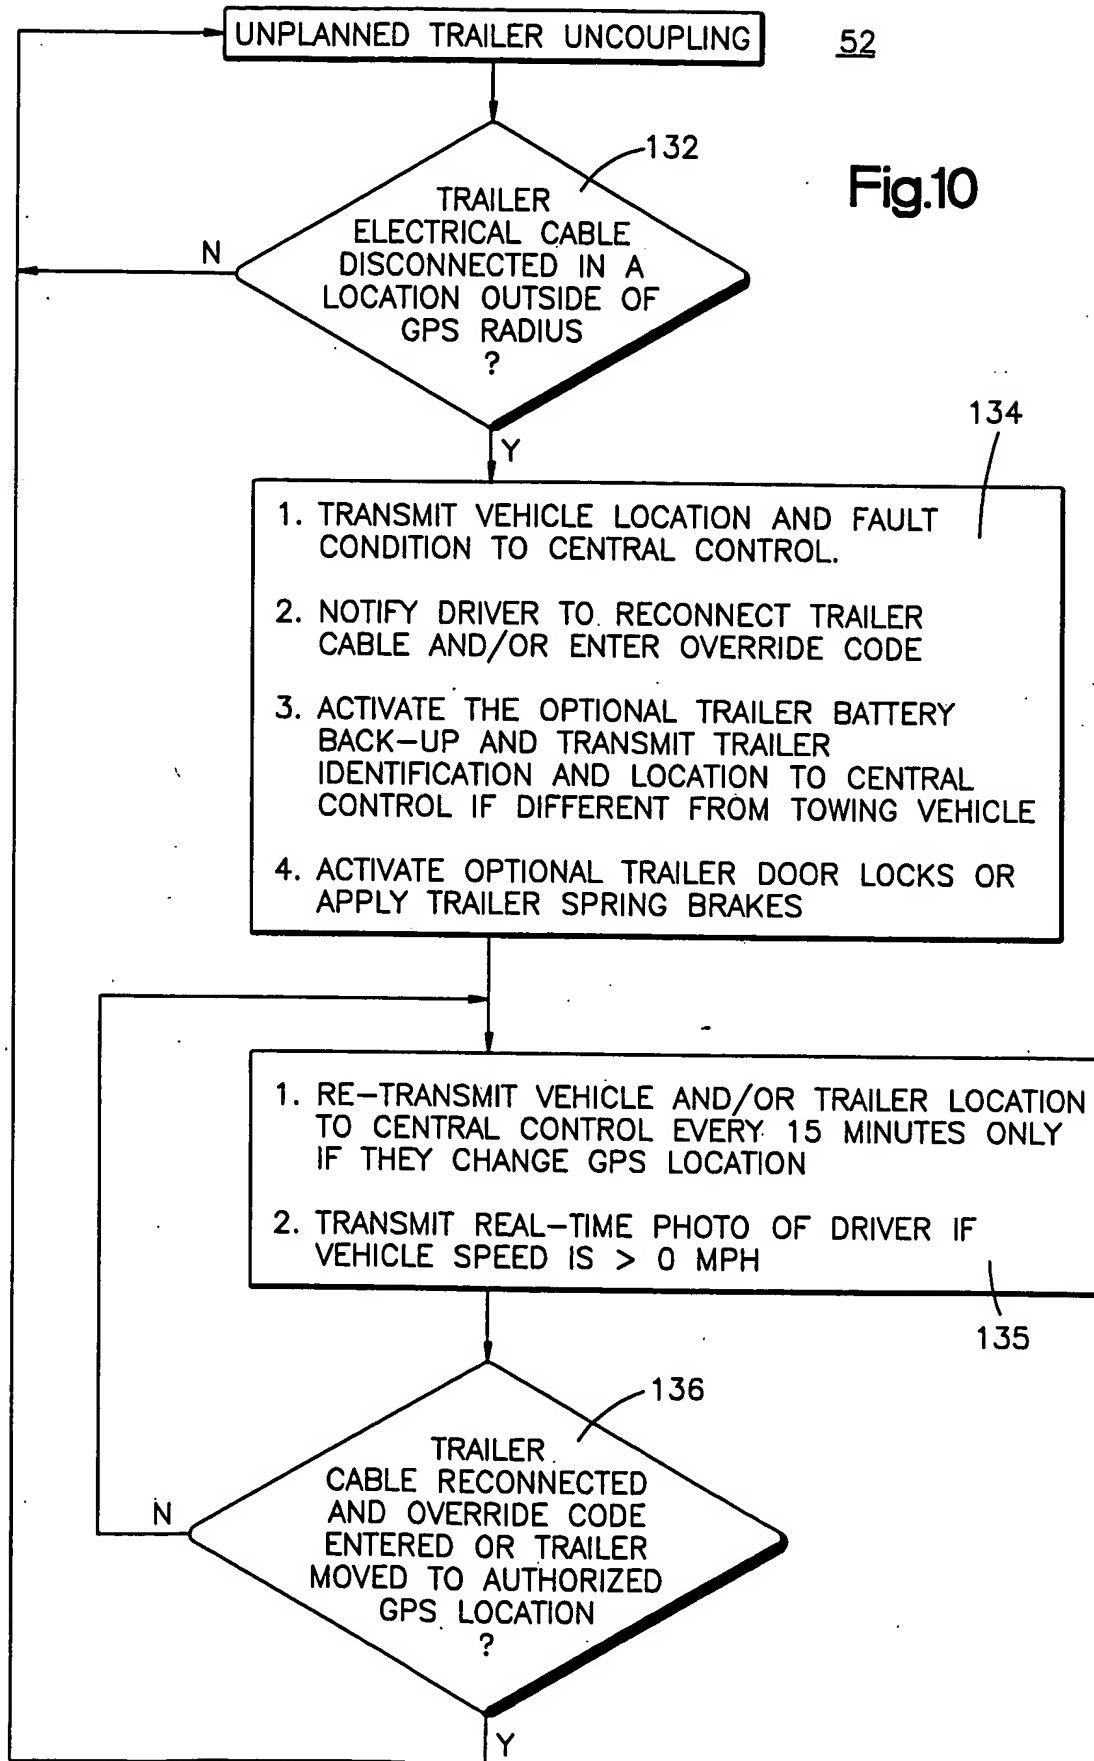 UNPLANNED TRAILER UNCOUPLING
52
132
Fig.10
TRAILER
ELECTRICAL CABLE
DISCONNECTED IN A
LOCATION OUTSIDE OF
GPS RADIUS
?
N
Y
134
1. TRANSMIT VEHICLE LOCATION AND FAULT
CONDITION TO CENTRAL CONTROL.
2. NOTIFY DRIVER TO RECONNECT TRAILER
CABLE AND/OR ENTER OVERRIDE CODE
3. ACTIVATE THE OPTIONAL TRAILER BATTERY
BACK-UP AND TRANSMIT TRAILER
IDENTIFICATION AND LOCATION TO CENTRAL
CONTROL IF DIFFERENT FROM TOWING VEHICLE
4. ACTIVATE OPTIONAL TRAILER DOOR LOCKS OR
APPLY TRAILER SPRING BRAKES
1. RE-TRANSMIT VEHICLE AND/OR TRAILER LOCATION
TO CENTRAL CONTROL EVERY 15 MINUTES ONLY
IF THEY CHANGE GPS LOCATION
2. TRANSMIT REAL-TIME PHOTO OF DRIVER IF
VEHICLE SPEED IS > 0 MPH
135
136
TRAILER
CABLE RECONNECTED
AND OVERRIDE CODE
ENTERED OR TRAILER
MOVED TO AUTHORIZED
GPS LOCATION
?
N
Y